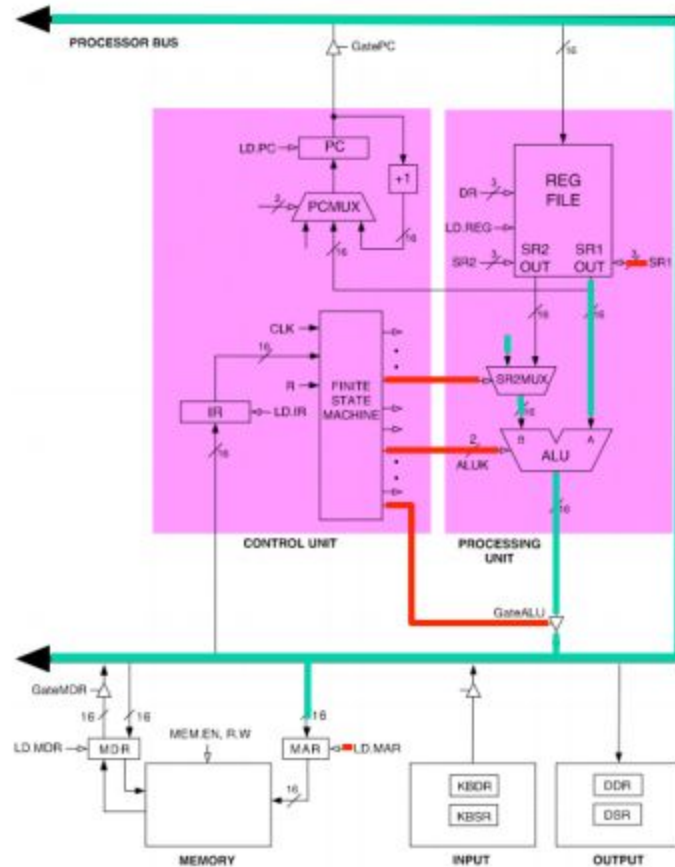 PROCESSOR BUS
GatePC
16
LD.PC
PC
+1
2
PCMUX
16
16
REG
FILE
DR
3
LD.REG
SR2
3
SR2
OUT
SR1
OUT
3
SR1
16
16
CLK
16
R
FINITE
STATE
MACHINE
IR
LD.IR
16
SR2MUX
16
B
A
ALU
2
ALUK
16
CONTROL UNIT
PROCESSING
UNIT
GateALU
GateMDR
16
16
16
MEM.EN, R.W
LD.MDR
MDR
MAR
LD.MAR
16
KBDR
KBSR
DDR
DSR
MEMORY
INPUT
OUTPUT